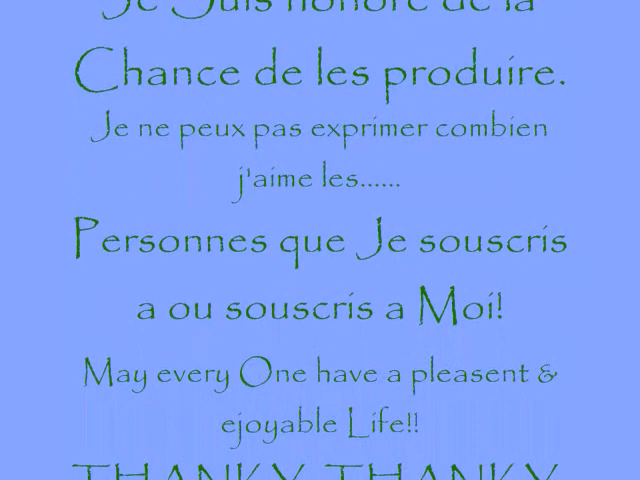 Je Suis honoré de la
Chance de les produire.
Je ne peux pas exprimer combien
j'aime les......
Personnes que Je souscris
a ou souscris a Moi!
May every One have a pleasent &
ejoyable Life!!
THANKY THANKY